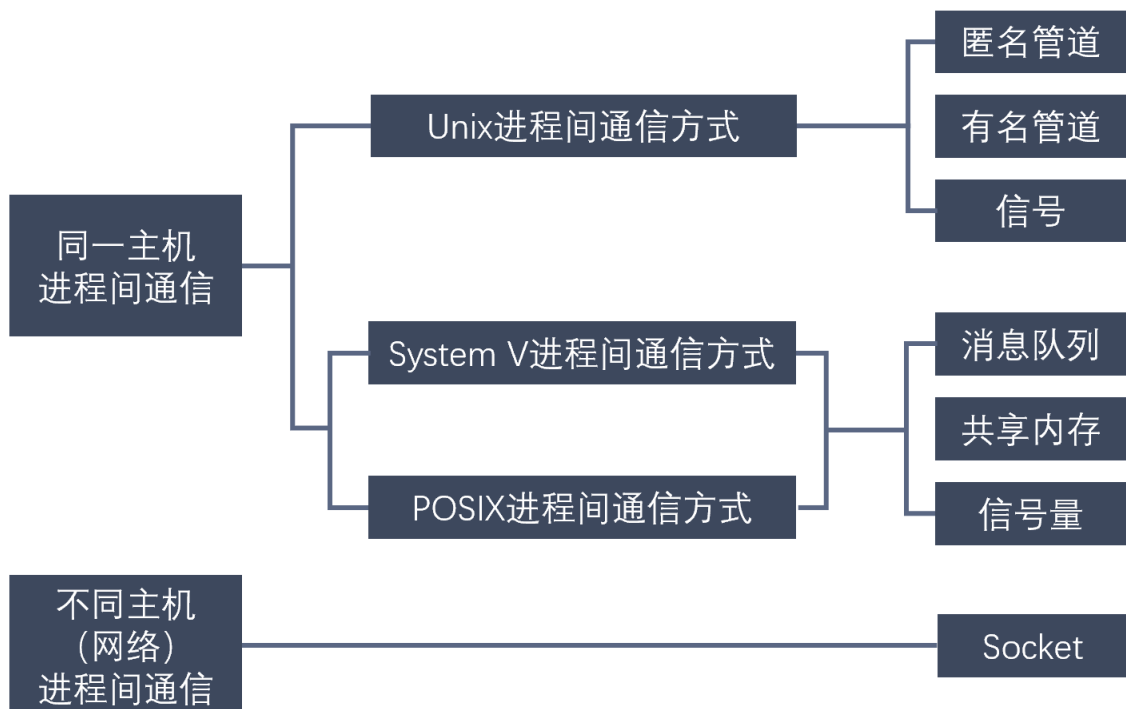 同一主机
进程间通信
Unix进程间通信方式
匿名管道
有名管道
信号
System V进程间通信方式
POSIX进程间通信方式
消息队列
共享内存
信号量
不同主机
（网络）
进程间通信
Socket